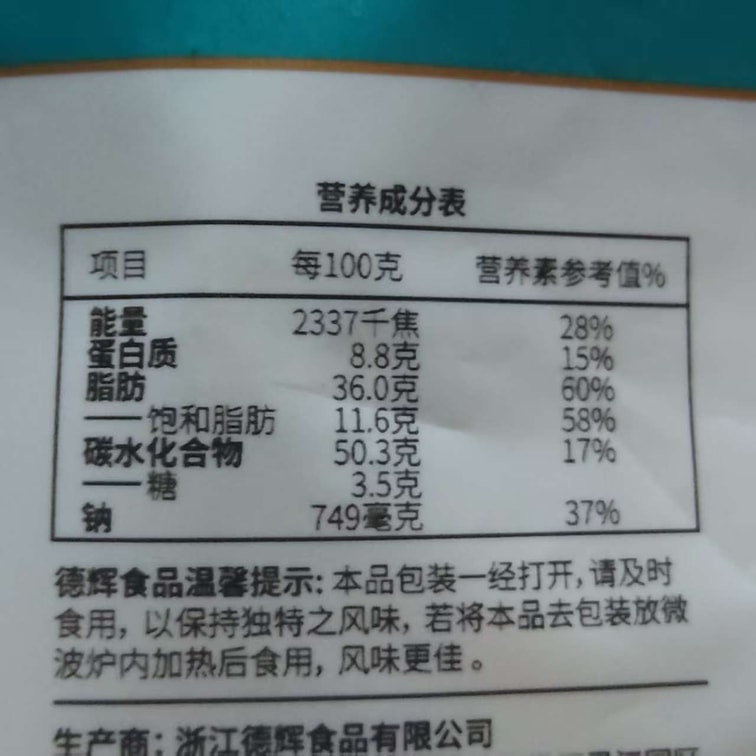 营养成分表
项目 每100克 营养素参考值%
能量 2337千焦 28%
蛋白质 8.8克 15%
脂肪 36.0克 60%
——饱和脂肪 11.6克 58%
碳水化合物 50.3克 17%
——糖 3.5克
钠 749毫克 37%
德辉食品温馨提示: 本品包装一经打开,请及时
食用, 以保持独特之风味, 若将本品去包装放微
波炉内加热后食用, 风味更佳。
生产商: 浙江德辉食品有限公司